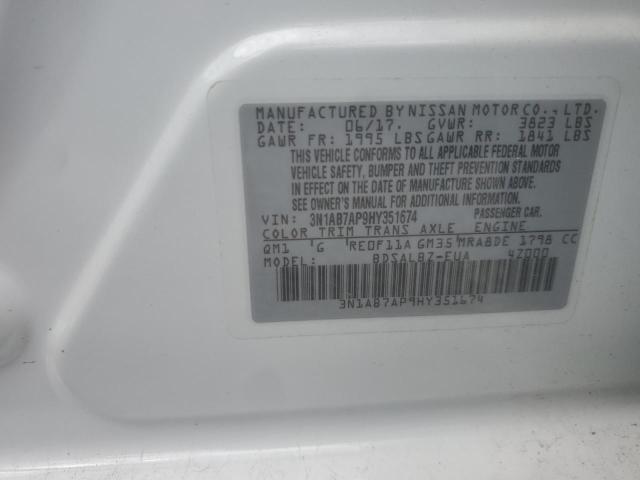 MANUFACTURED BY NISSAN MOTOR CO., LTD.
DATE: 06/17. GVWR: 3823 LBS
GAWR FR: 1995 LBS GAWR RR: 1841 LBS
THIS VEHICLE CONFORMS TO ALL APPLICABLE FEDERAL MOTOR
VEHICLE SAFETY, BUMPER AND THEFT PREVENTION STANDARDS
IN EFFECT ON THE DATE OF MANUFACTURE SHOWN ABOVE.
SEE OWNER'S MANUAL FOR ADDITIONAL INFORMATION.
VIN: 3N1AB7AP9HY351674 PASSENGER CAR
COLOR TRIM TRANS AXLE ENGINE
QM1 G RE0F11A GM35 MRA8DE 1798 CC
MODEL: BDSALBZ-EUA 4Z000
3N1AB7AP9HY351674